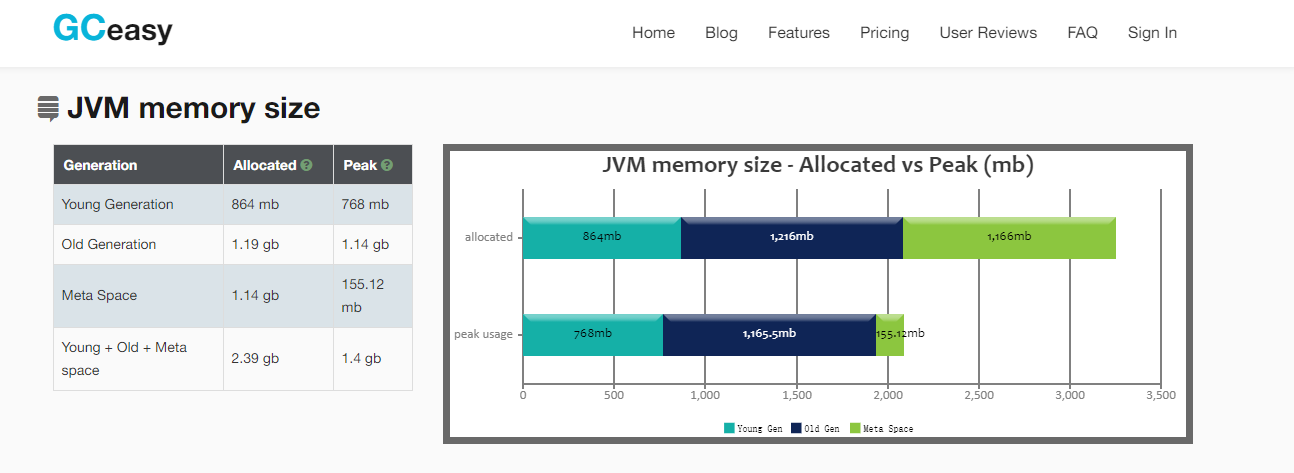 GCeasy
Home Blog Features Pricing User Reviews FAQ Sign In
JVM memory size
Generation Allocated ? Peak ?
Young Generation 864 mb 768 mb
Old Generation 1.19 gb 1.14 gb
Meta Space 1.14 gb 155.12
mb
Young + Old + Meta
space 2.39 gb 1.4 gb
JVM memory size - Allocated vs Peak (mb)
allocated 864mb 1,216mb 1,166mb
peak usage 768mb 1,165.5mb 155.12mb
0 500 1,000 1,500 2,000 2,500 3,000 3,500
Young Gen Old Gen Meta Space